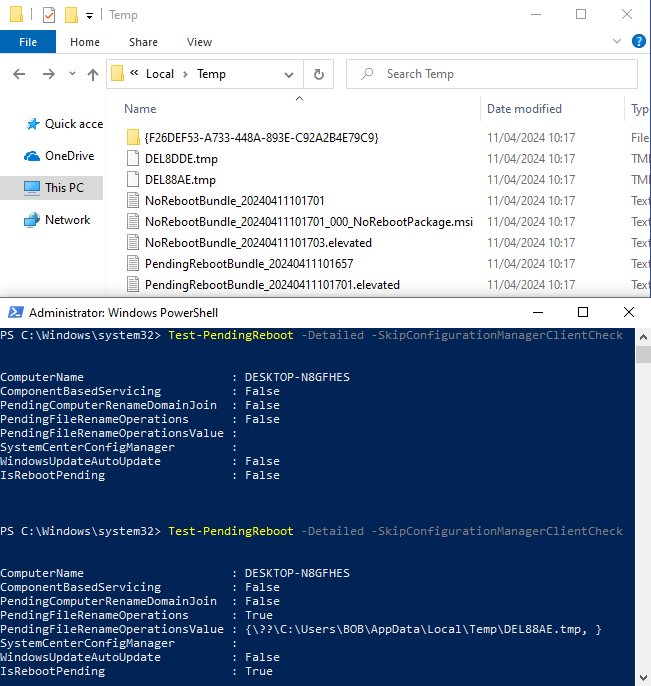 Temp
File Home Share View
« Local > Temp Search Temp
Name Date modified Typ
Quick acce
OneDrive
This PC
Network
{F26DEF53-A733-448A-893E-C92A2B4E79C9} 11/04/2024 10:17 File
DEL8DDE.tmp 11/04/2024 10:17 TMI
DEL88AE.tmp 11/04/2024 10:17 TMI
NoRebootBundle_20240411101701 11/04/2024 10:17 Text
NoRebootBundle_20240411101701_000_NoRebootPackage.msi 11/04/2024 10:17 Text
NoRebootBundle_20240411101703.elevated 11/04/2024 10:17 Text
PendingRebootBundle_20240411101657 11/04/2024 10:17 Text
PendingRebootBundle_20240411101701.elevated 11/04/2024 10:17 Text
Administrator: Windows PowerShell
PS C:\Windows\system32> Test-PendingReboot -Detailed -SkipConfigurationManagerClientCheck
ComputerName : DESKTOP-N8GFHES
ComponentBasedServicing : False
PendingComputerRenameDomainJoin : False
PendingFileRenameOperations : False
PendingFileRenameOperationsValue :
SystemCenterConfigManager :
WindowsUpdateAutoUpdate : False
IsRebootPending : False
PS C:\Windows\system32> Test-PendingReboot -Detailed -SkipConfigurationManagerClientCheck
ComputerName : DESKTOP-N8GFHES
ComponentBasedServicing : False
PendingComputerRenameDomainJoin : False
PendingFileRenameOperations : True
PendingFileRenameOperationsValue : {\??\C:\Users\BOB\AppData\Local\Temp\DEL88AE.tmp, }
SystemCenterConfigManager :
WindowsUpdateAutoUpdate : False
IsRebootPending : True